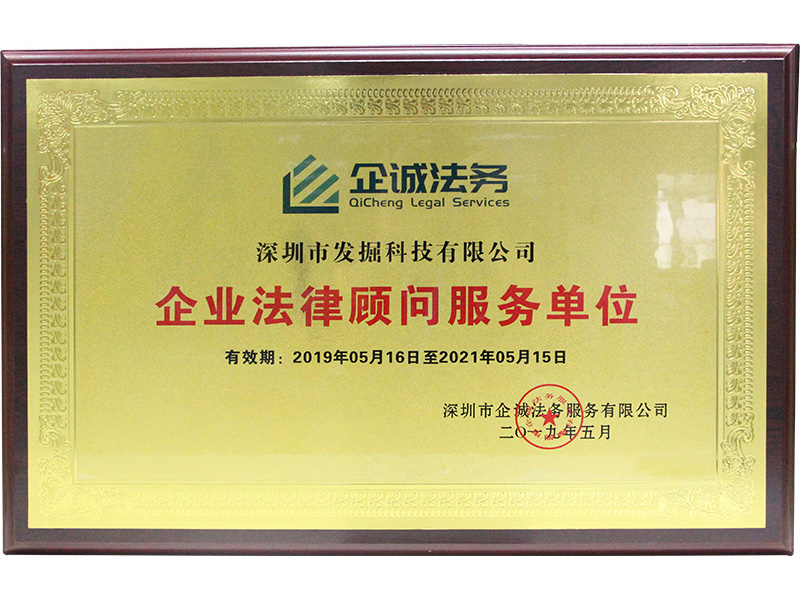 企诚法务
QiCheng Legal Services
深圳市发掘科技有限公司
企业法律顾问服务单位
有效期：2019年05月16日至2021年05月15日
深圳市企诚法务服务有限公司
二〇一九年五月